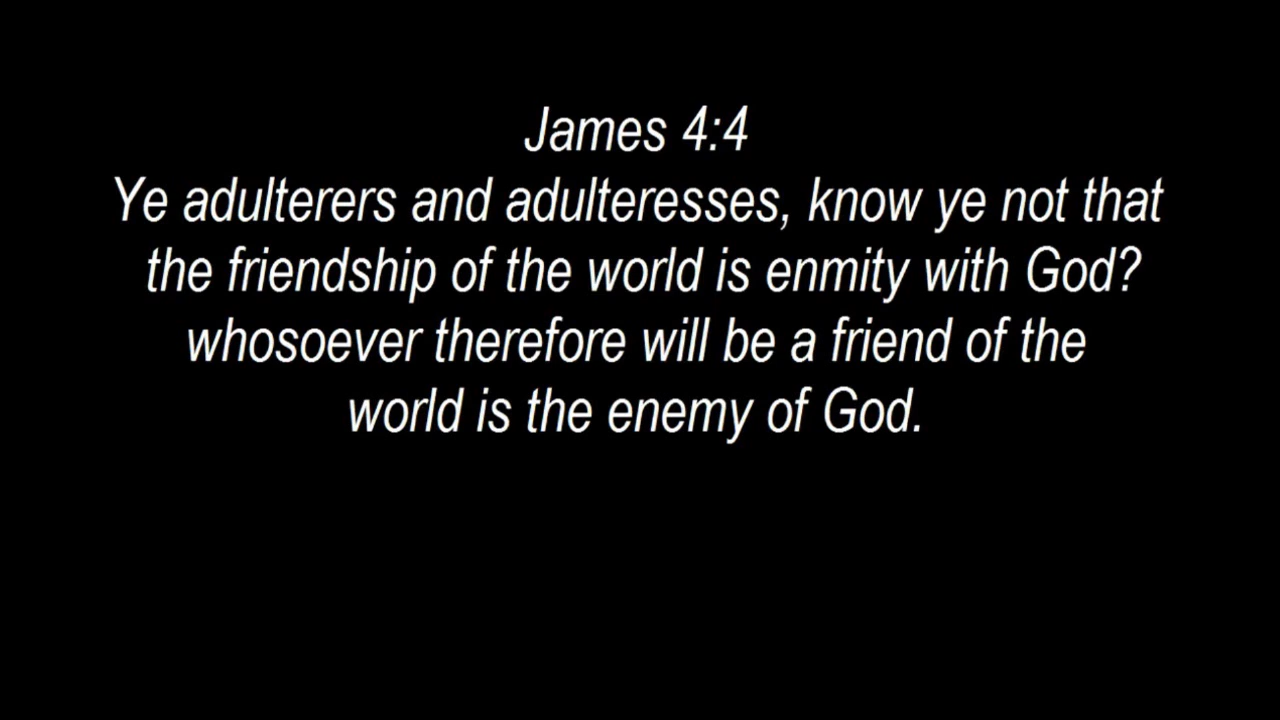 James 4:4
Ye adulterers and adulteresses, know ye not that
the friendship of the world is enmity with God?
whosoever therefore will be a friend of the
world is the enemy of God.